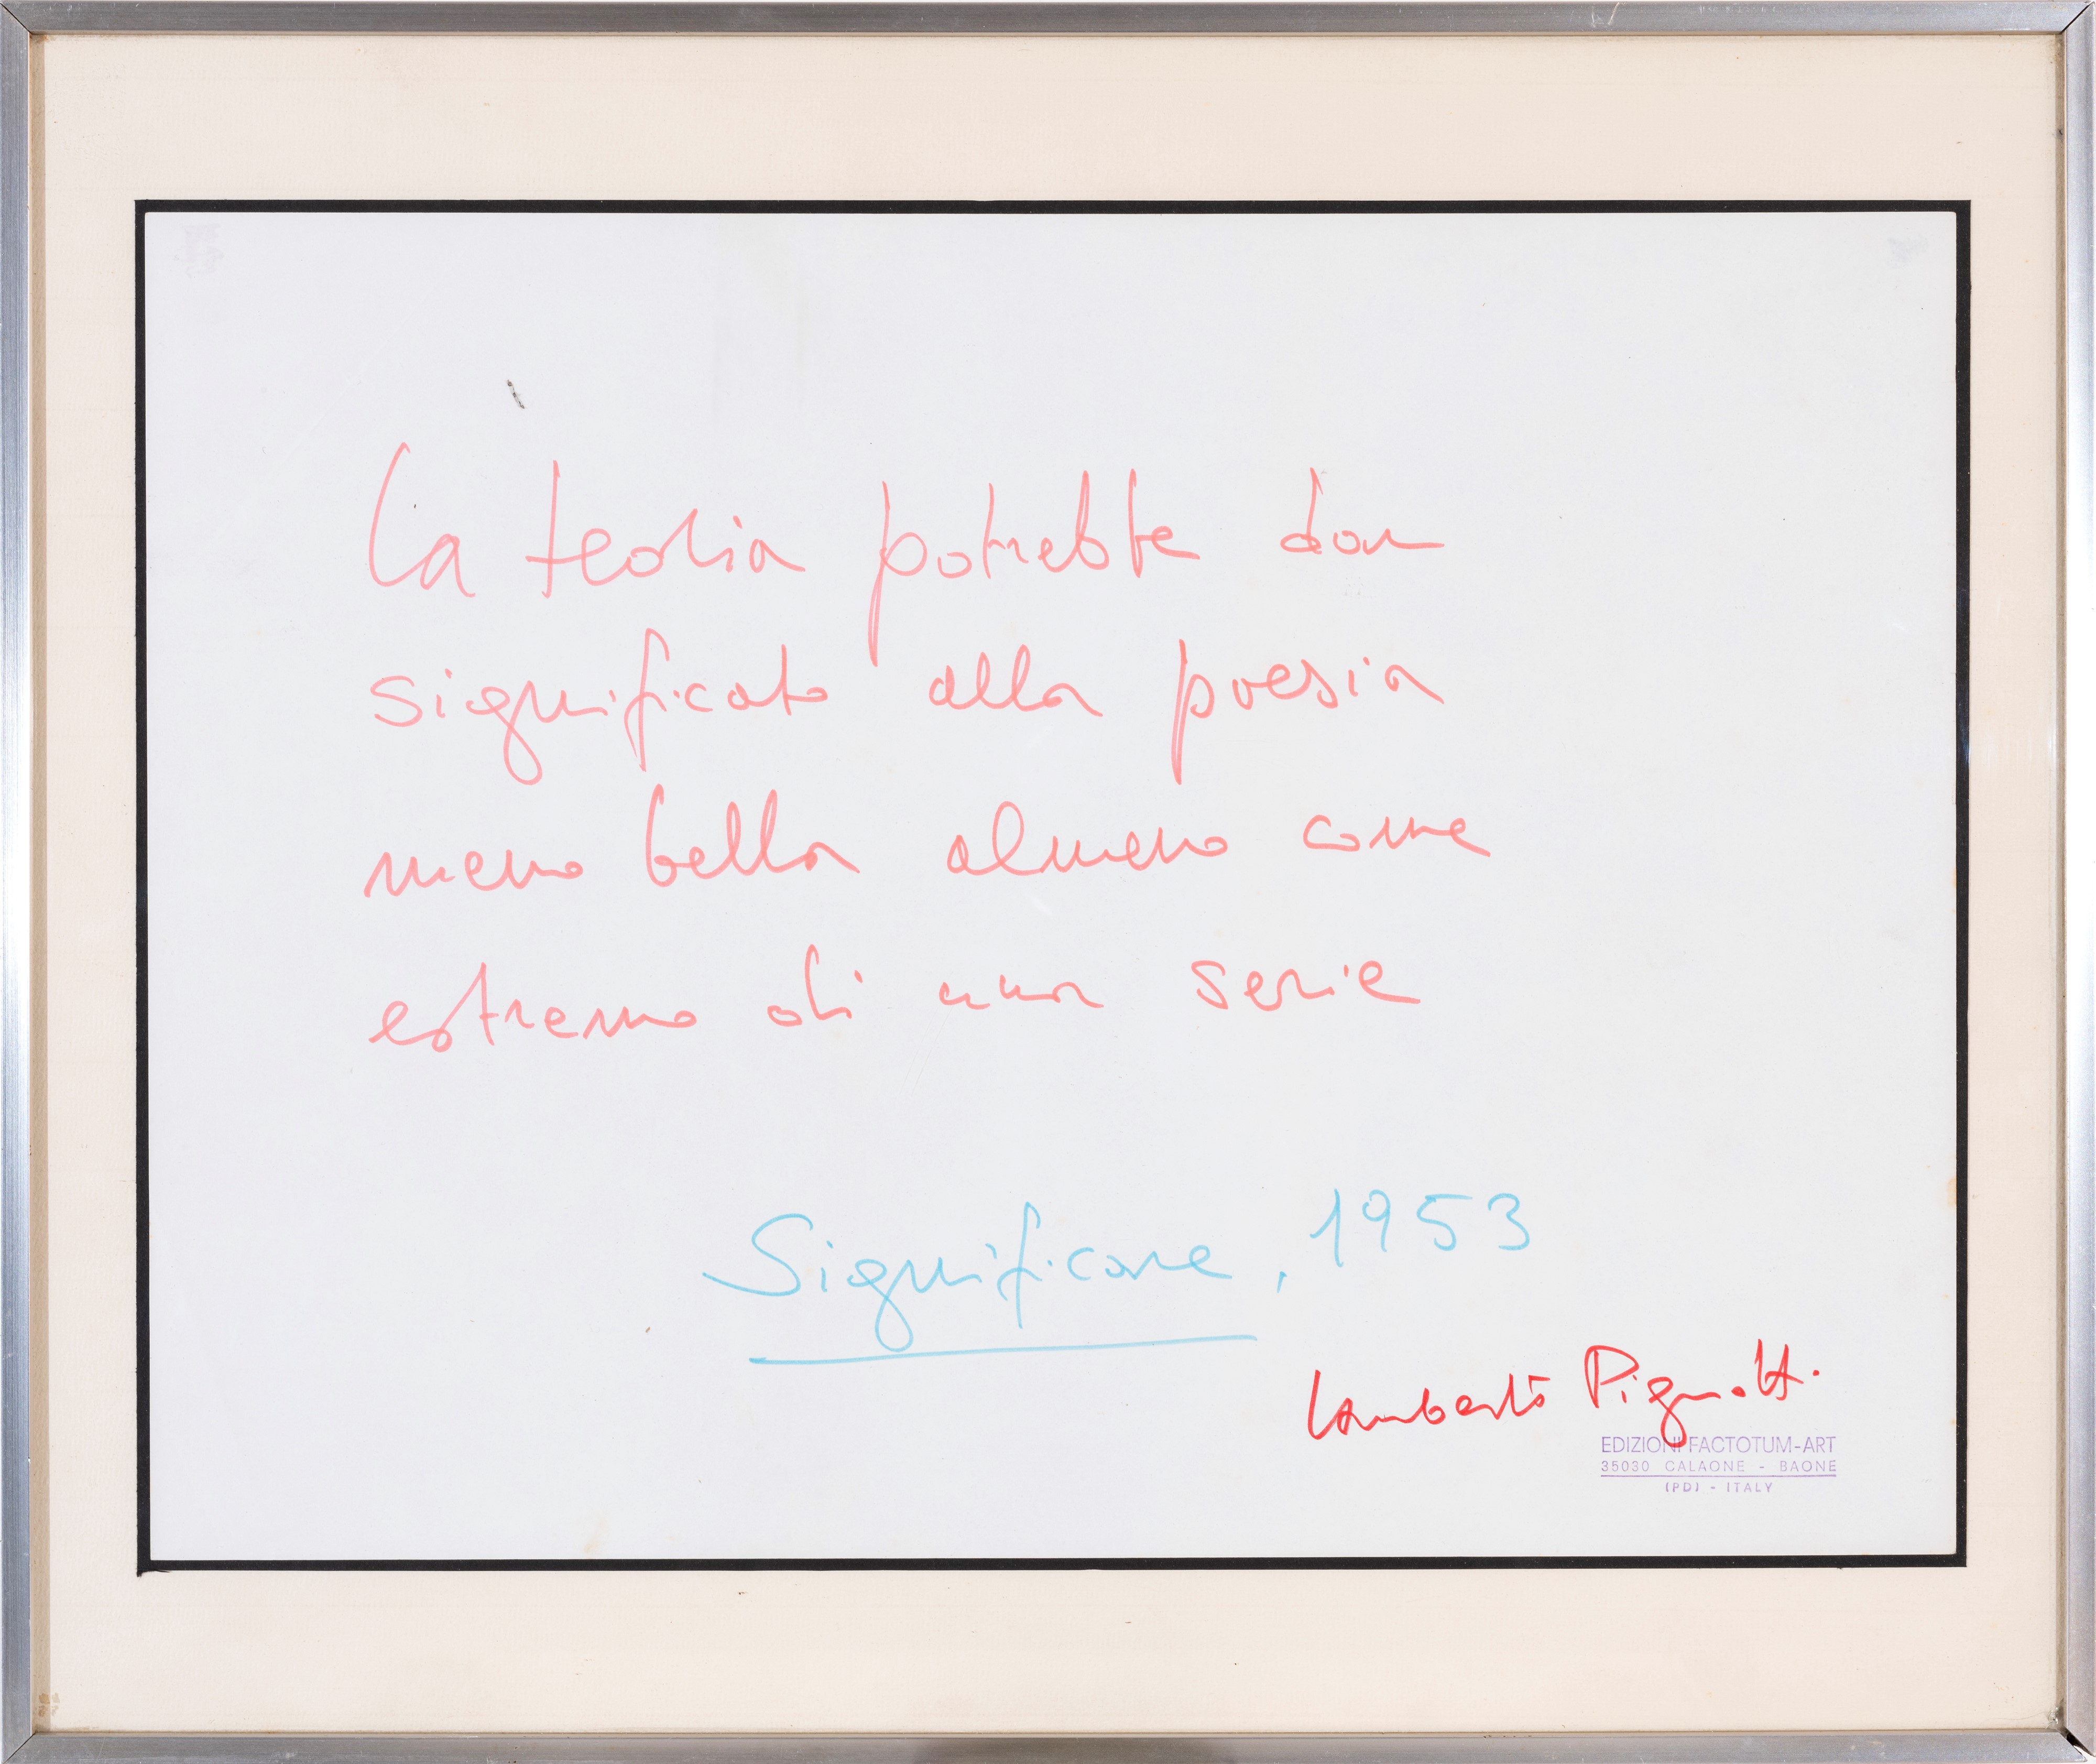 La teoria potrebbe dar
significato alla poesia
meno bella almeno come
estremo di una serie
Significare, 1953
Lamberto Pignotti
EDIZIONI FACTOTUM-ART
35030 CALAONE - BAONE
(PD) - ITALY